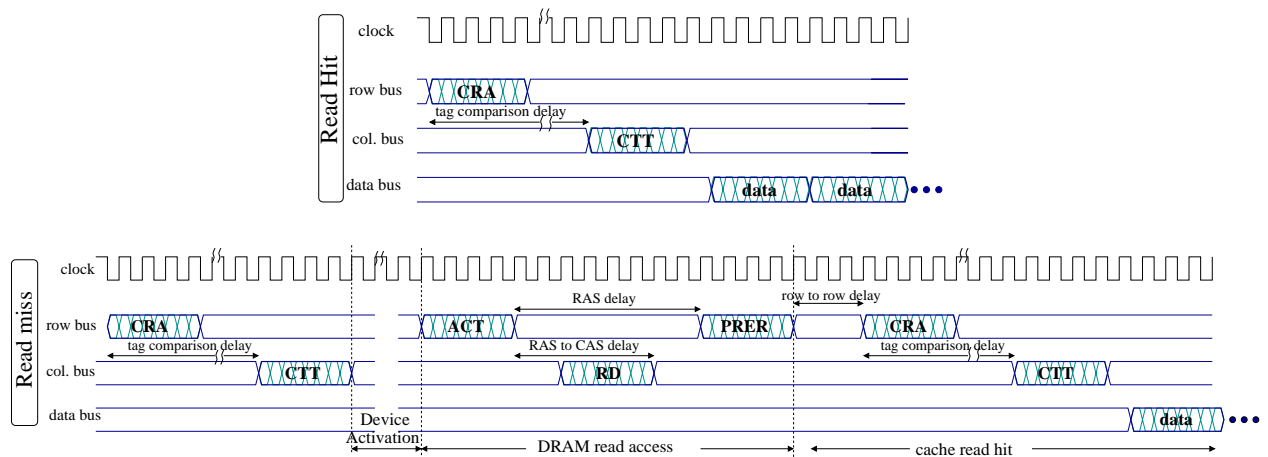 Read Hit
clock
row bus
CRA
tag comparison delay
col. bus
CTT
data bus
data data
Read miss
clock
RAS delay
row to row delay
row bus
CRA ACT PRER CRA
tag comparison delay
RAS to CAS delay
tag comparison delay
col. bus
CTT RD CTT
data bus
data
Device
Activation
DRAM read access
cache read hit